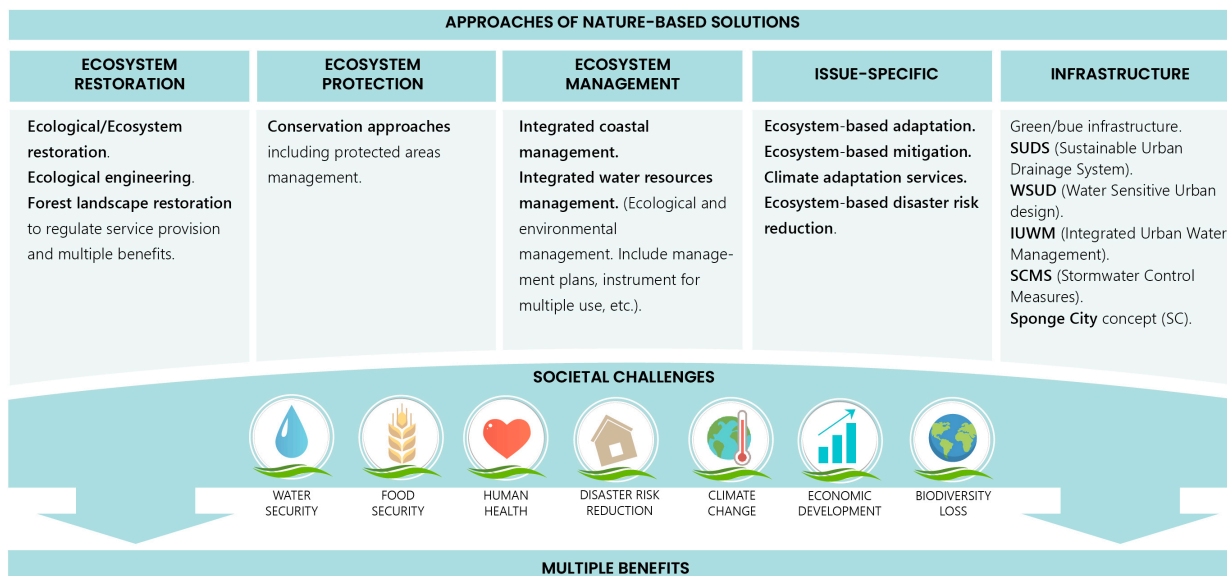 APPROACHES OF NATURE-BASED SOLUTIONS
ECOSYSTEM
RESTORATION
Ecological/Ecosystem
restoration.
Ecological engineering.
Forest landscape restoration
to regulate service provision
and multiple benefits.
ECOSYSTEM
PROTECTION
Conservation approaches
including protected areas
management.
ECOSYSTEM
MANAGEMENT
Integrated coastal
management.
Integrated water resources
management. (Ecological and
environmental
management. Include manage-
ment plans, instrument for
multiple use, etc.).
ISSUE-SPECIFIC
Ecosystem-based adaptation.
Ecosystem-based mitigation.
Climate adaptation services.
Ecosystem-based disaster risk
reduction.
INFRASTRUCTURE
Green/bue infrastructure.
SUDS (Sustainable Urban
Drainage System).
WSUD (Water Sensitive Urban
design).
IUWM (Integrated Urban Water
Management).
SCMS (Stormwater Control
Measures).
Sponge City concept (SC).
SOCIETAL CHALLENGES
WATER
SECURITY
FOOD
SECURITY
HUMAN
HEALTH
DISASTER RISK
REDUCTION
CLIMATE
CHANGE
ECONOMIC
DEVELOPMENT
BIODIVERSITY
LOSS
MULTIPLE BENEFITS